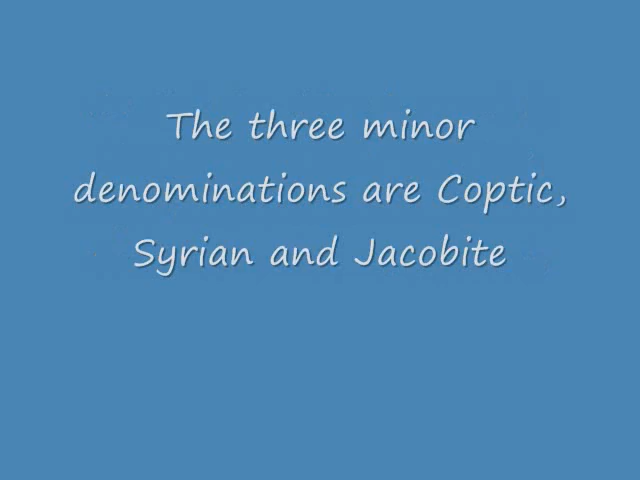 The three minor
denominations are Coptic,
Syrian and Jacobite